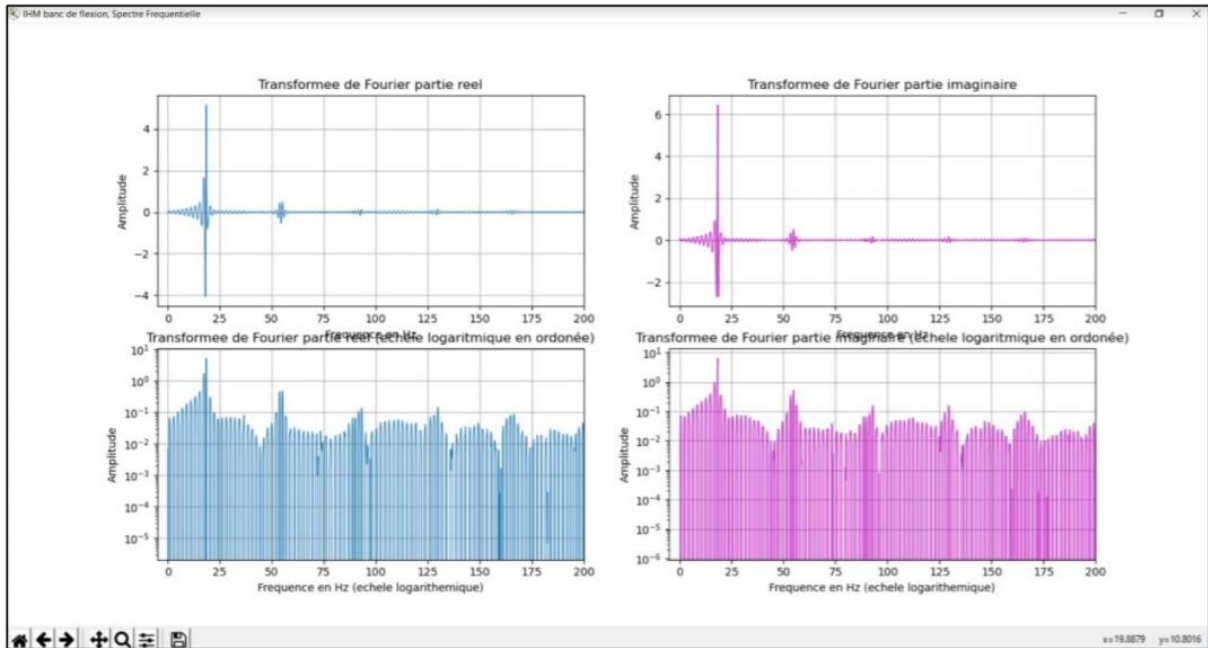 IHM banc de flexion, Spectre Frequentielle
Transformee de Fourier partie reel
Amplitude
4
2
0
−2
−4
0 25 50 75 100 125 150 175 200
Frequence en Hz
Transformee de Fourier partie imaginaire
Amplitude
6
4
2
0
−2
0 25 50 75 100 125 150 175 200
Frequence en Hz
Transformee de Fourier partie reel (echele logaritmique en ordonée)
Amplitude
10¹
10⁰
10⁻¹
10⁻²
10⁻³
10⁻⁴
10⁻⁵
0 25 50 75 100 125 150 175 200
Frequence en Hz (echele logarithemique)
Transformee de Fourier partie imaginaire (echele logaritmique en ordonée)
Amplitude
10¹
10⁰
10⁻¹
10⁻²
10⁻³
10⁻⁴
10⁻⁵
10⁻⁶
0 25 50 75 100 125 150 175 200
Frequence en Hz (echele logarithemique)
x=19.8879 y=10.8016